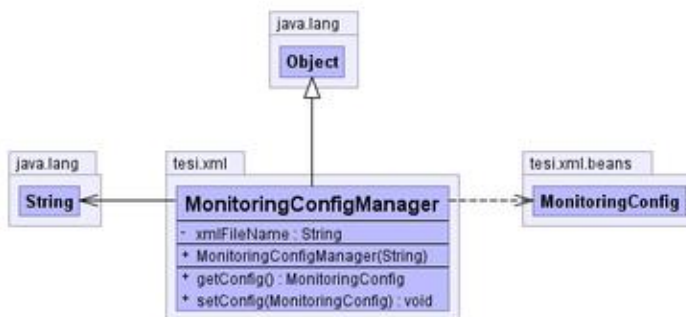 java.lang
Object
java.lang
String
tesi.xml
MonitoringConfigManager
- xmlFileName : String
+ MonitoringConfigManager(String)
+ getConfig() : MonitoringConfig
+ setConfig(MonitoringConfig) : void
tesi.xml.beans
MonitoringConfig